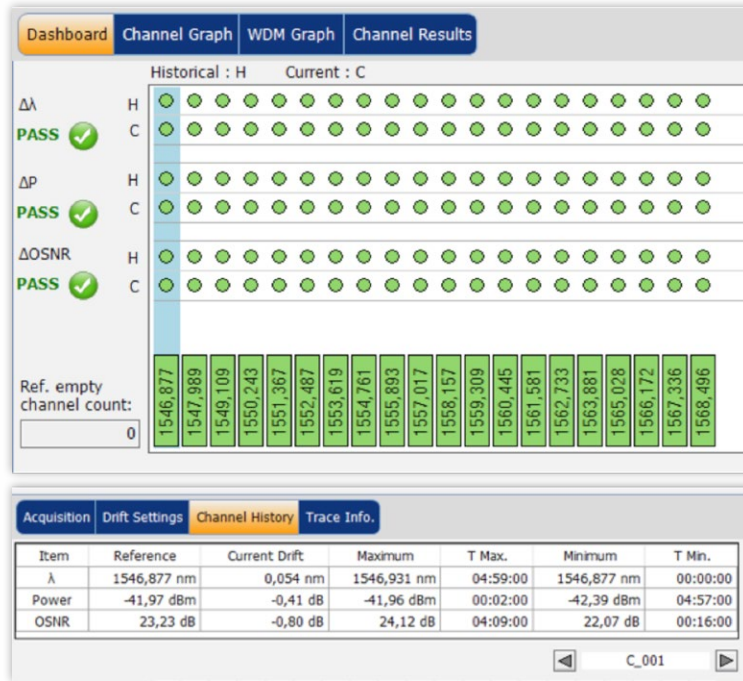 Dashboard Channel Graph WDM Graph Channel Results
Historical : H Current : C
Δλ H
PASS C
ΔP H
PASS C
ΔOSNR H
PASS C
Ref. empty
channel count:
0
1546,877 1547,989 1549,109 1550,243 1551,367 1552,487 1553,619 1554,761 1555,893 1557,017 1558,157 1559,309 1560,445 1561,581 1562,733 1563,881 1565,028 1566,172 1567,336 1568,496
Acquisition Drift Settings Channel History Trace Info.
Item Reference Current Drift Maximum T Max. Minimum T Min.
λ 1546,877 nm 0,054 nm 1546,931 nm 04:59:00 1546,877 nm 00:00:00
Power -41,97 dBm -0,41 dB -41,96 dBm 00:02:00 -42,39 dBm 04:57:00
OSNR 23,23 dB -0,80 dB 24,12 dB 04:09:00 22,07 dB 00:16:00
C_001